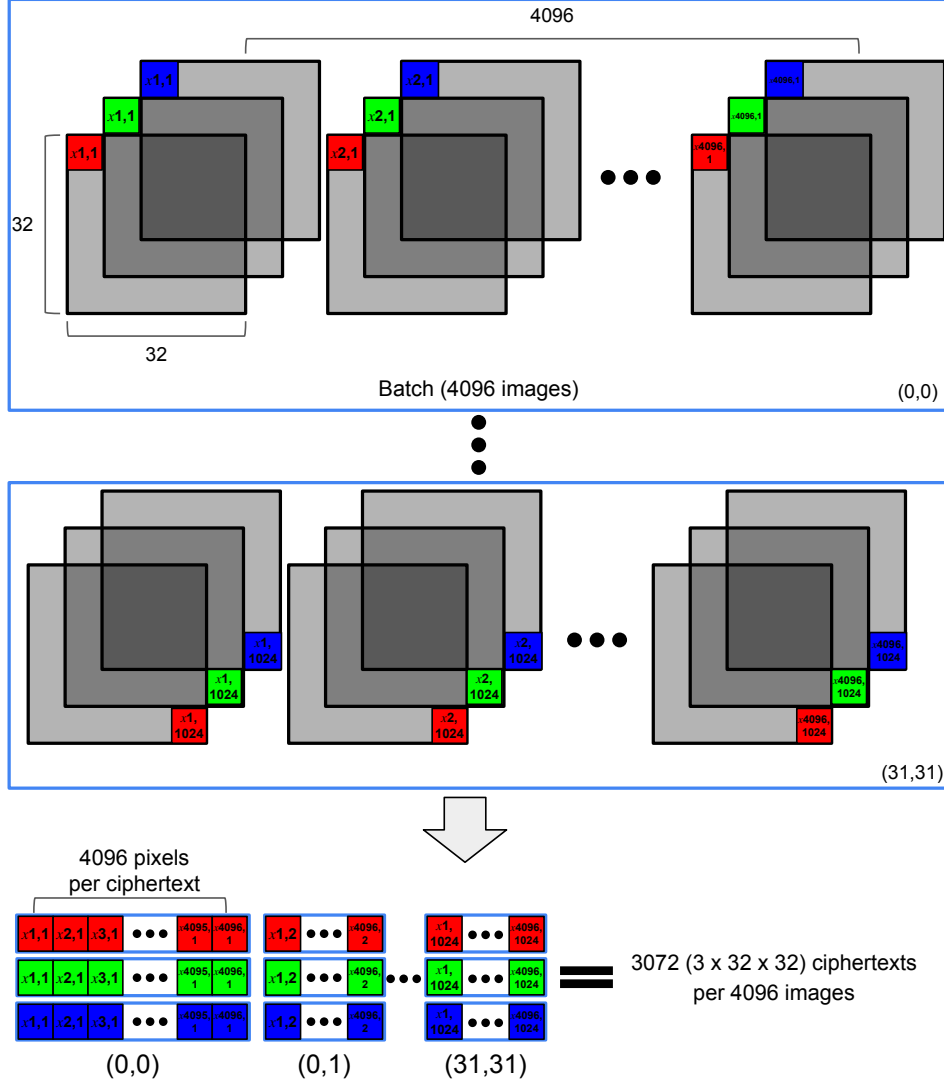 4096
x1,1
x2,1
x4096,1
x1,1
x2,1
x4096,1
x1,1
x2,1
x4096,
1
32
32
Batch (4096 images)
(0,0)
x1,
1024
x2,
1024
x4096,
1024
x1,
1024
x2,
1024
x4096,
1024
x1,
1024
x2,
1024
x4096,
1024
(31,31)
4096 pixels
per ciphertext
x1,1 x2,1 x3,1 ••• x4095,1 x4096,1
x1,2 ••• x4096,2
x1,1024 ••• x4096,1024
x1,1 x2,1 x3,1 ••• x4095,1 x4096,1
x1,2 ••• x4096,2
•••
x1,1024 ••• x4096,1024
=
3072 (3 x 32 x 32) ciphertexts
per 4096 images
x1,1 x2,1 x3,1 ••• x4095,1 x4096,1
x1,2 ••• x4096,2
x1,1024 ••• x4096,1024
(0,0)
(0,1)
(31,31)